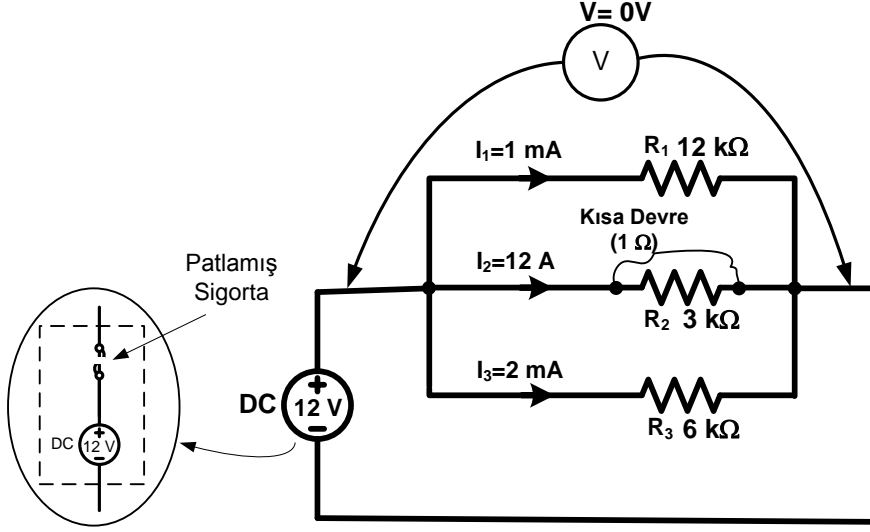 V= 0V
V
I₁=1 mA
R₁ 12 kΩ
Kısa Devre
(1 Ω)
I₂=12 A
R₂ 3 kΩ
Patlamış
Sigorta
I₃=2 mA
R₃ 6 kΩ
DC
+
12 V
−
DC
+
12 V
−